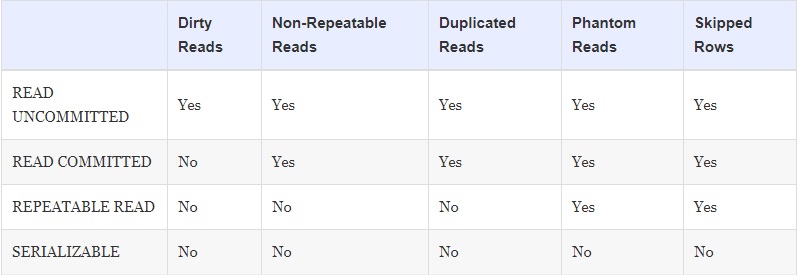 Dirty Reads Non-Repeatable Reads Duplicated Reads Phantom Reads Skipped Rows
READ UNCOMMITTED Yes Yes Yes Yes Yes
READ COMMITTED No Yes Yes Yes Yes
REPEATABLE READ No No No Yes Yes
SERIALIZABLE No No No No No